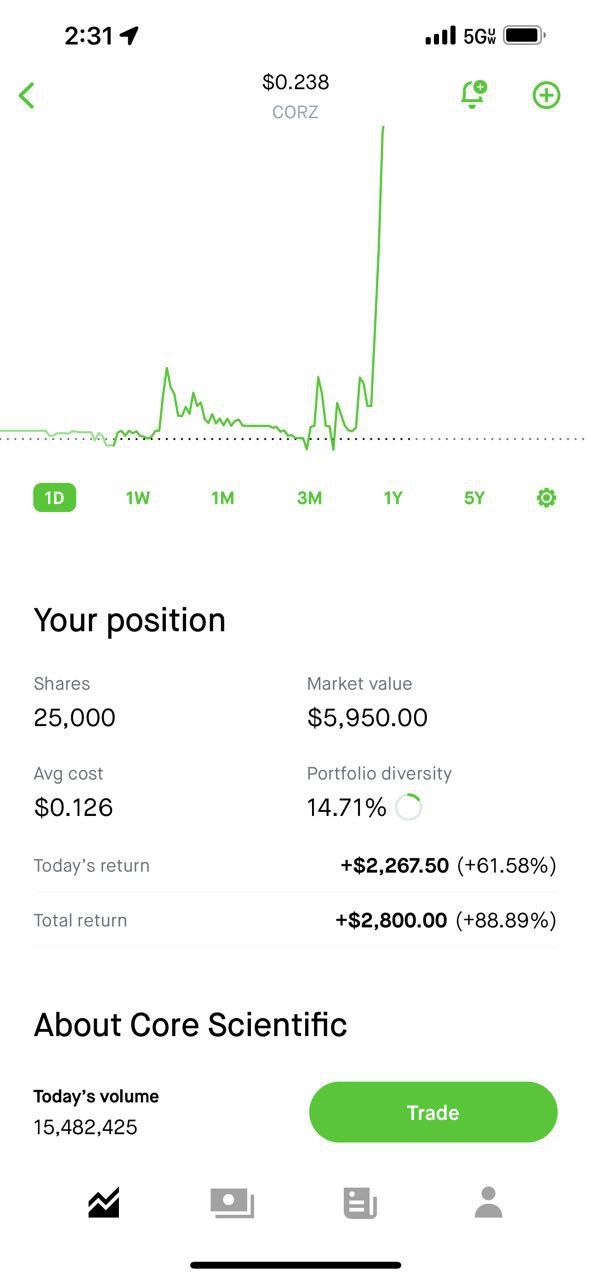 2:31 5G UW
$0.238
CORZ
1D 1W 1M 3M 1Y 5Y
Your position
Shares Market value
25,000 $5,950.00
Avg cost Portfolio diversity
$0.126 14.71%
Today's return +$2,267.50 (+61.58%)
Total return +$2,800.00 (+88.89%)
About Core Scientific
Today's volume
15,482,425
Trade